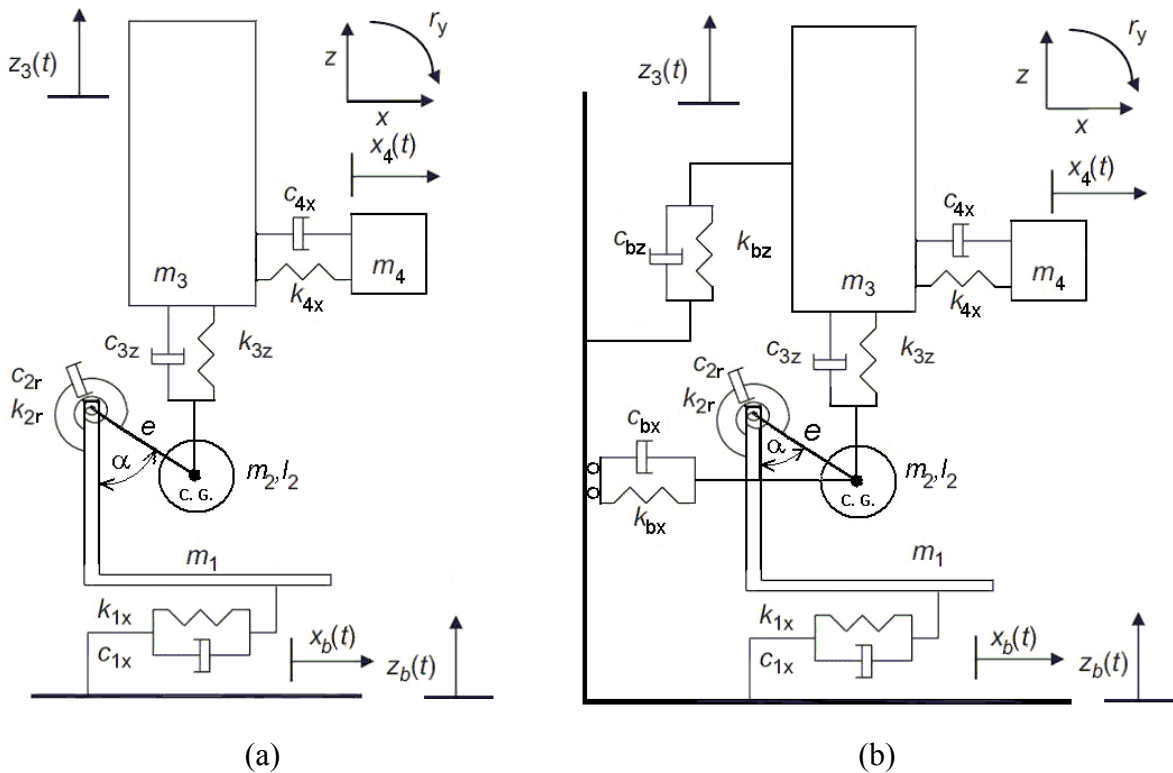 z3(t)
z
x
ry
x4(t)
c4x
m3
m4
k4x
c3z
k3z
c2r
k2r
e
α
m2,I2
C. G.
m1
k1x
c1x
xb(t)
zb(t)
(a)
z3(t)
z
x
ry
x4(t)
cbz
kbz
c4x
m3
m4
k4x
c3z
k3z
c2r
k2r
cbx
e
α
m2,I2
C. G.
kbx
m1
k1x
c1x
xb(t)
zb(t)
(b)